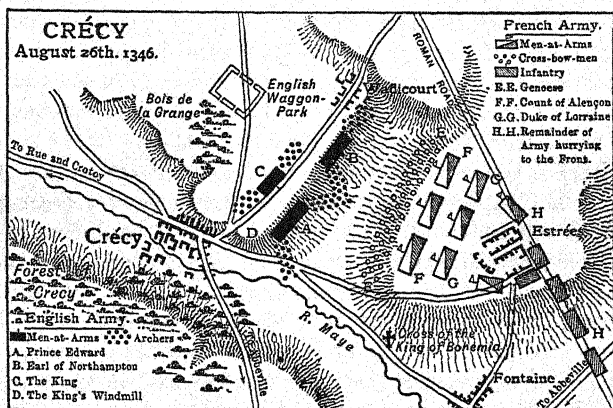 CRÉCY
August 26th. 1346.
French Army.
Men-at-Arms
Cross-bow-men
Infantry
E.E. Genoese
F.F. Count of Alençon
G.G. Duke of Lorraine
H.H. Remainder of
Army hurrying
to the Front.
ROMAN
ROAD
Wadicourt
English
Waggon-
Park
Bois de
la Grange
To Rue and Crotoy
Crécy
B
C
D
E
F
G
H
Estrées
F
G
H
Forest
of
Crecy
English Army.
Men-at-Arms
Archers
A. Prince Edward
B. Earl of Northampton
C. The King
D. The King's Windmill
To Abbeville
R. Maye
Cross of the
King of Bohemia
Fontaine
To Abbeville